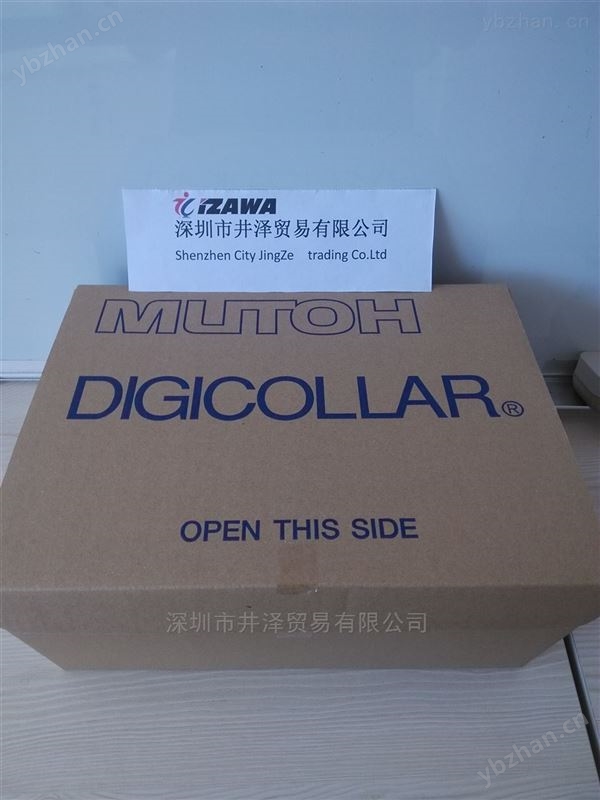 ybzhan.cn
ybzhan.cn
IZAWA
深圳市井泽贸易有限公司
Shenzhen City JingZe trading Co.Ltd
MUTOH
DIGICOLLAR®
OPEN THIS SIDE
深圳市井泽贸易有限公司
ybzhan.cn